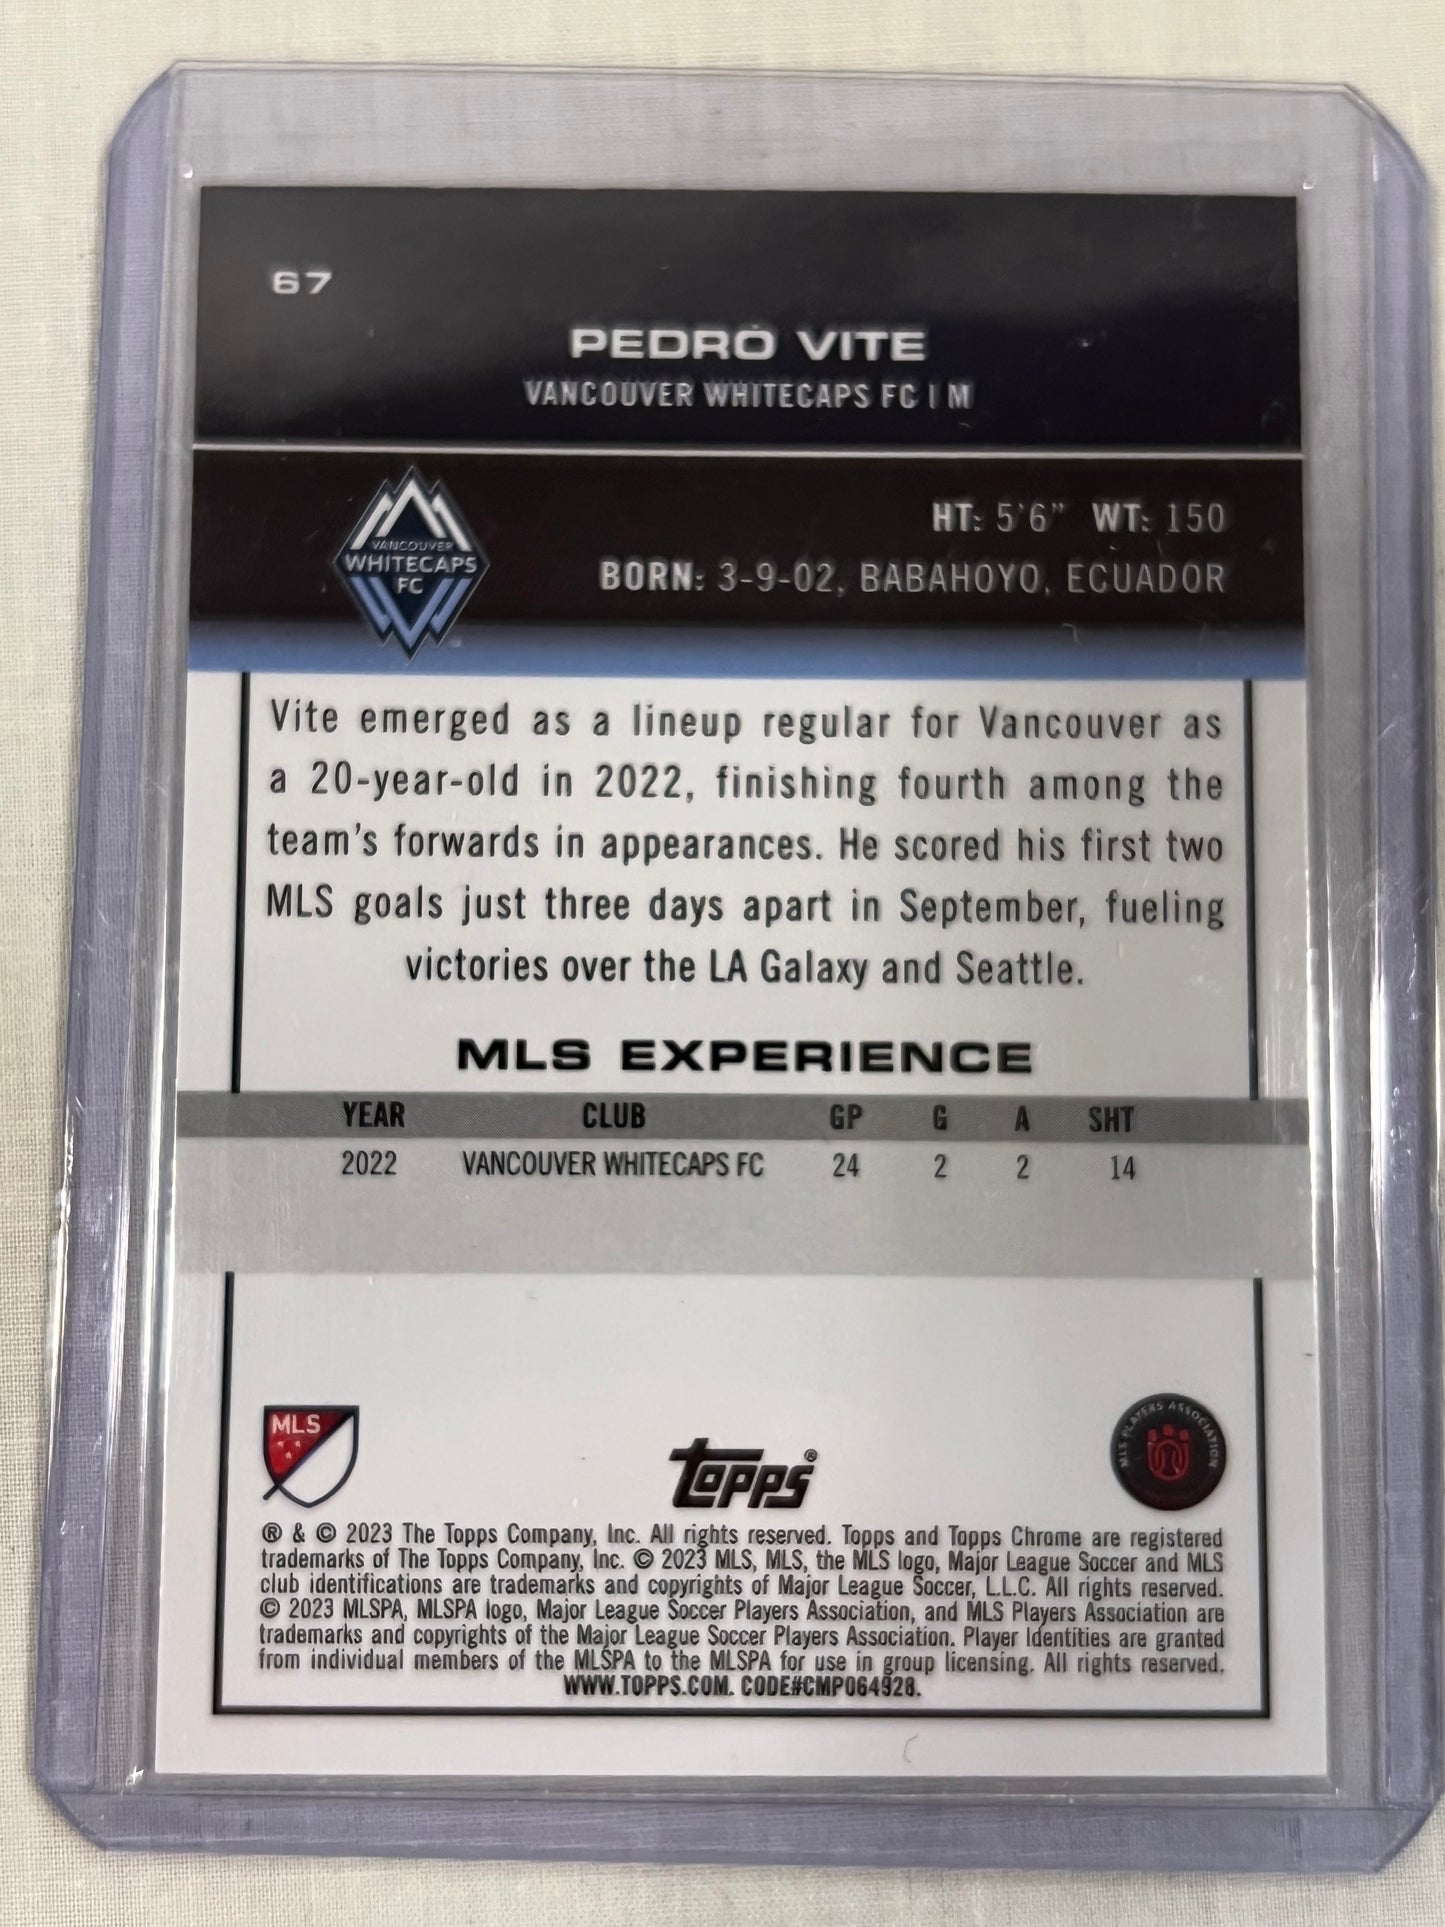 67
PEDRO VITE
VANCOUVER WHITECAPS FC | M
VANCOUVER
WHITECAPS
FC
HT: 5'6" WT: 150
BORN: 3-9-02, BABAHOYO, ECUADOR
Vite emerged as a lineup regular for Vancouver as
a 20-year-old in 2022, finishing fourth among the
team's forwards in appearances. He scored his first two
MLS goals just three days apart in September, fueling
victories over the LA Galaxy and Seattle.
MLS EXPERIENCE
YEAR CLUB GP G A SHT
2022 VANCOUVER WHITECAPS FC 24 2 2 14
MLS
topps®
MLS PLAYERS ASSOCIATION
® & © 2023 The Topps Company, Inc. All rights reserved. Topps and Topps Chrome are registered
trademarks of The Topps Company, Inc. © 2023 MLS, MLS, the MLS logo, Major League Soccer and MLS
club identifications are trademarks and copyrights of Major League Soccer, L.L.C. All rights reserved.
© 2023 MLSPA, MLSPA logo, Major League Soccer Players Association, and MLS Players Association are
trademarks and copyrights of the Major League Soccer Players Association. Player Identities are granted
from individual members of the MLSPA to the MLSPA for use in group licensing. All rights reserved.
WWW.TOPPS.COM. CODE#CMP064928.